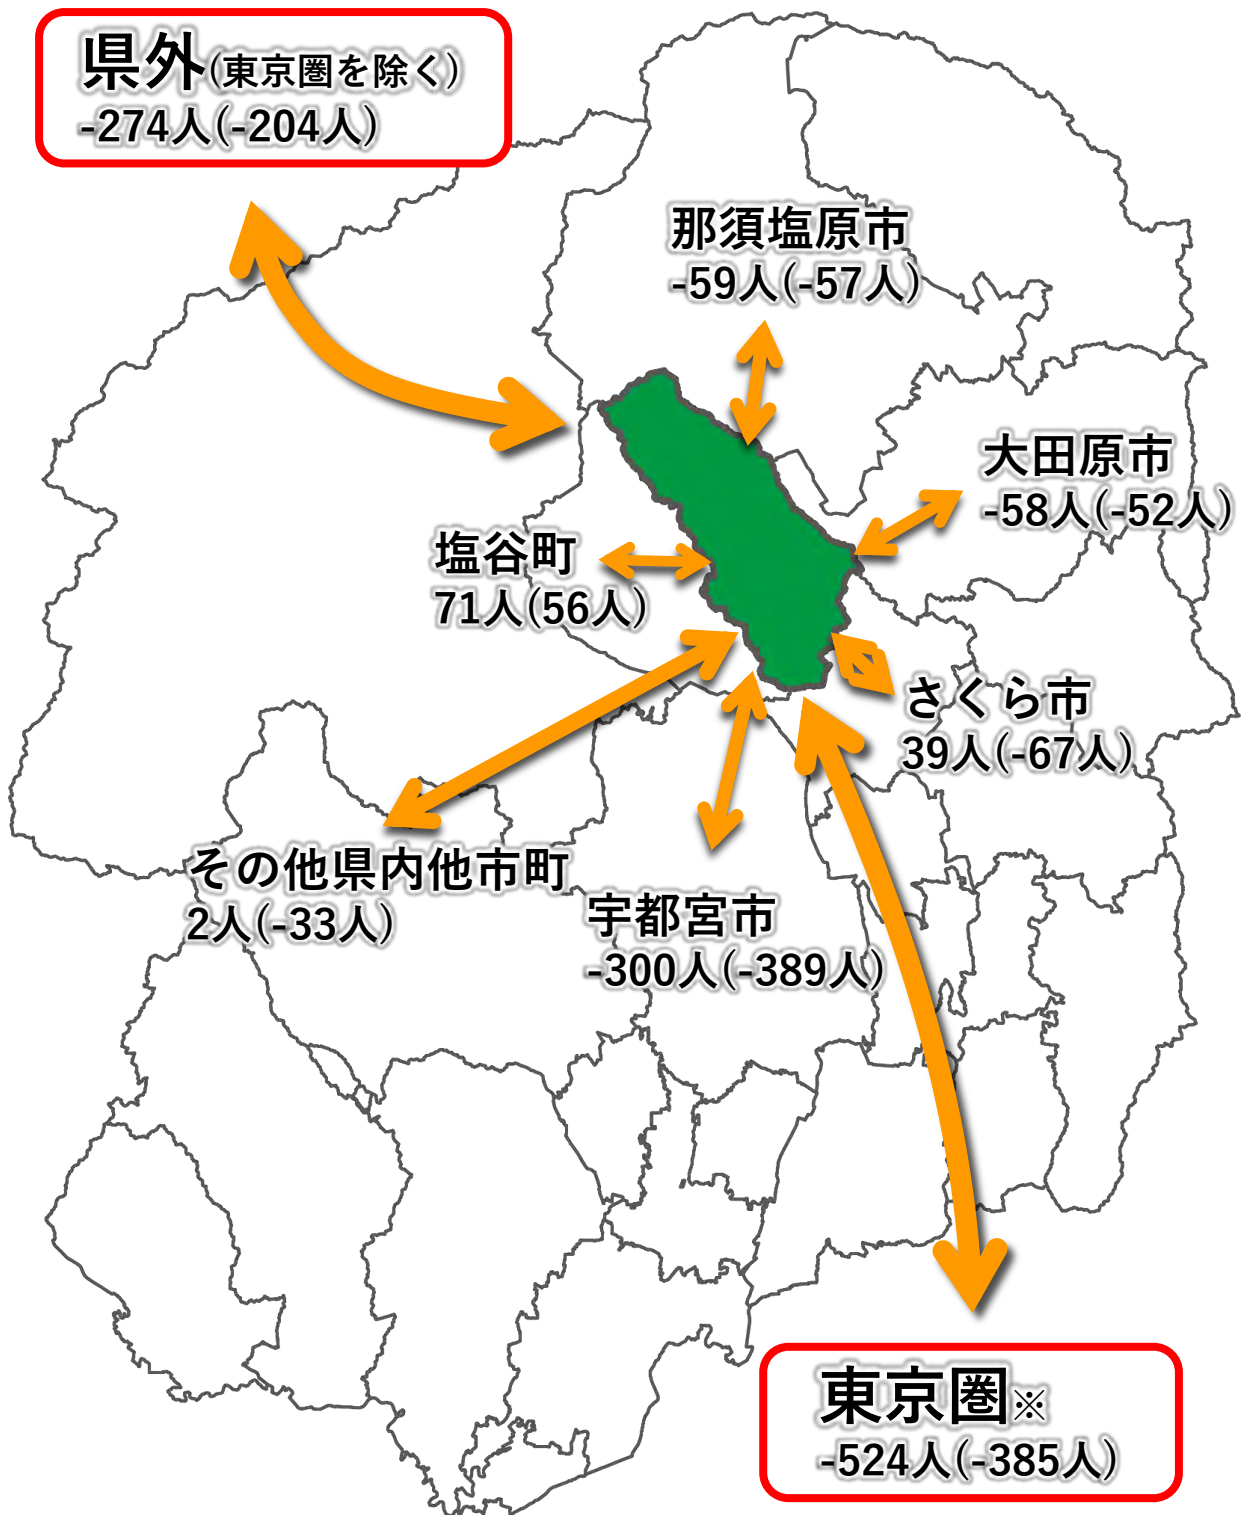 県外(東京圏を除く)
-274人(-204人)
那須塩原市
-59人(-57人)
大田原市
-58人(-52人)
塩谷町
71人(56人)
さくら市
39人(-67人)
その他県内他市町
2人(-33人)
宇都宮市
-300人(-389人)
東京圏※
-524人(-385人)